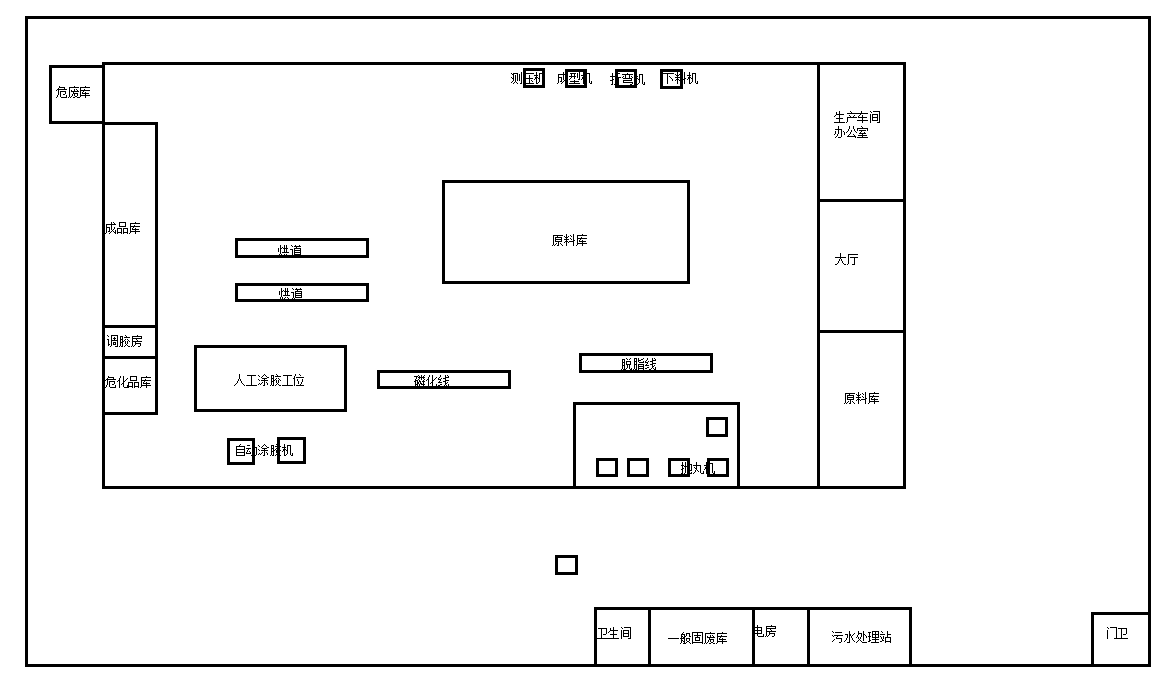 测压机 成型机 折弯机 下料机
危废库
生产车间
办公室
成品库
原料库
烘道
大厅
烘道
调胶房
脱脂线
人工涂胶工位
磷化线
危化品库
原料库
自动涂胶机
抛丸机
卫生间
一般固废库
电房
污水处理站
门卫